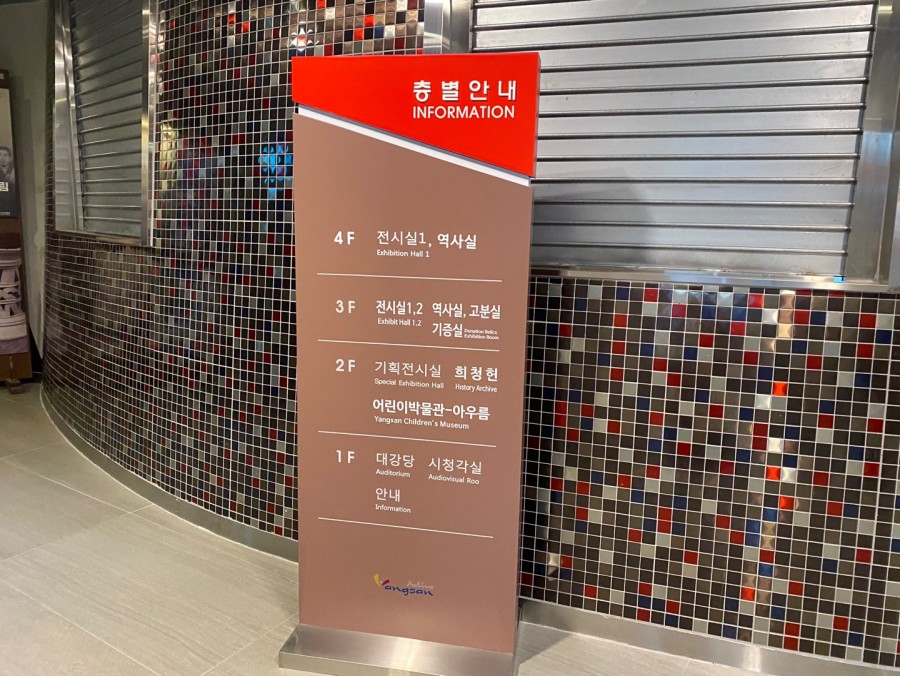 층별안내
INFORMATION
4F 전시실1, 역사실
Exhibition Hall 1
3F 전시실1,2 역사실, 고분실
Exhibit Hall 1,2
기증실 Donation Relics
Exhibition Room
2F 기획전시실 희청헌
Special Exhibition Hall History Archive
어린이박물관-아우름
Yangsan Children's Museum
1F 대강당 시청각실
Auditorium Audiovisual Roo
안내
Information
Active
Yangsan
림